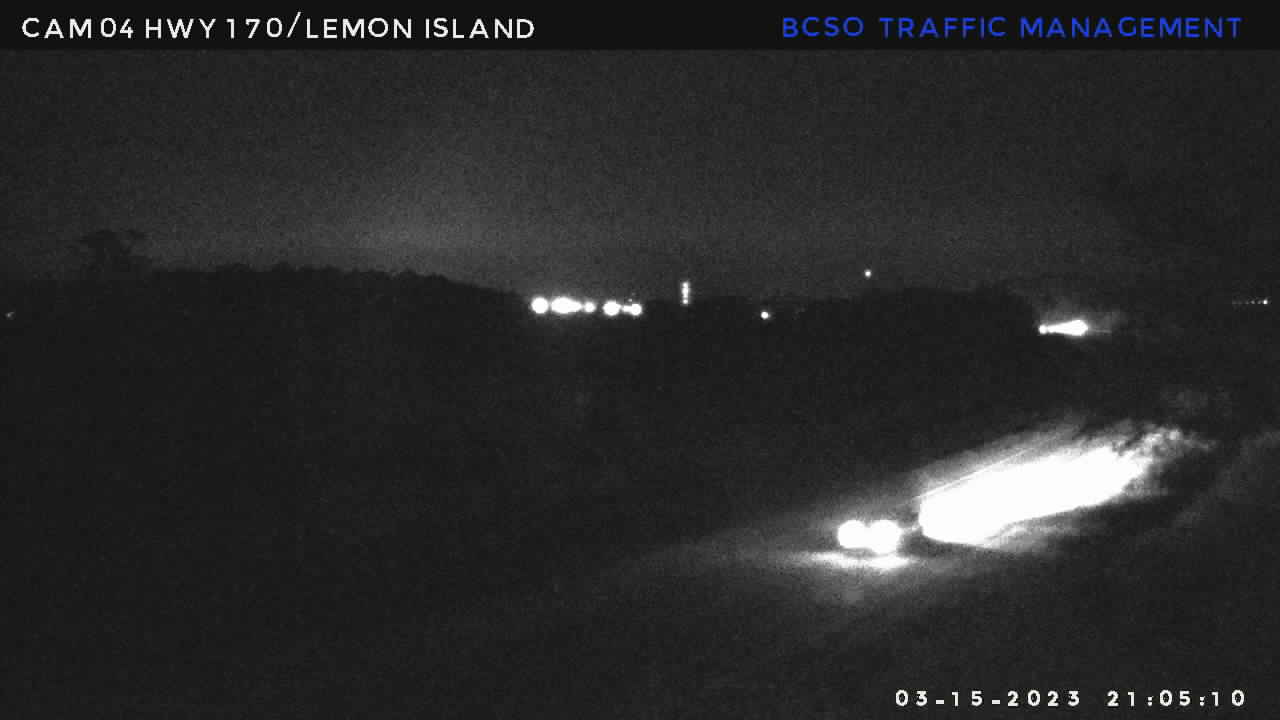 CAM04 HWY 170/LEMON ISLAND
BCSO TRAFFIC MANAGEMENT
03-15-2023 21:05:10